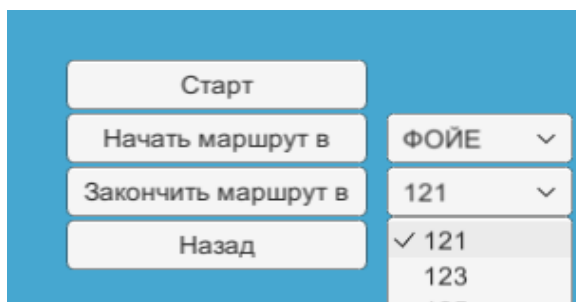 Старт
Начать маршрут в ФОЙЕ
Закончить маршрут в 121
Назад
121
123